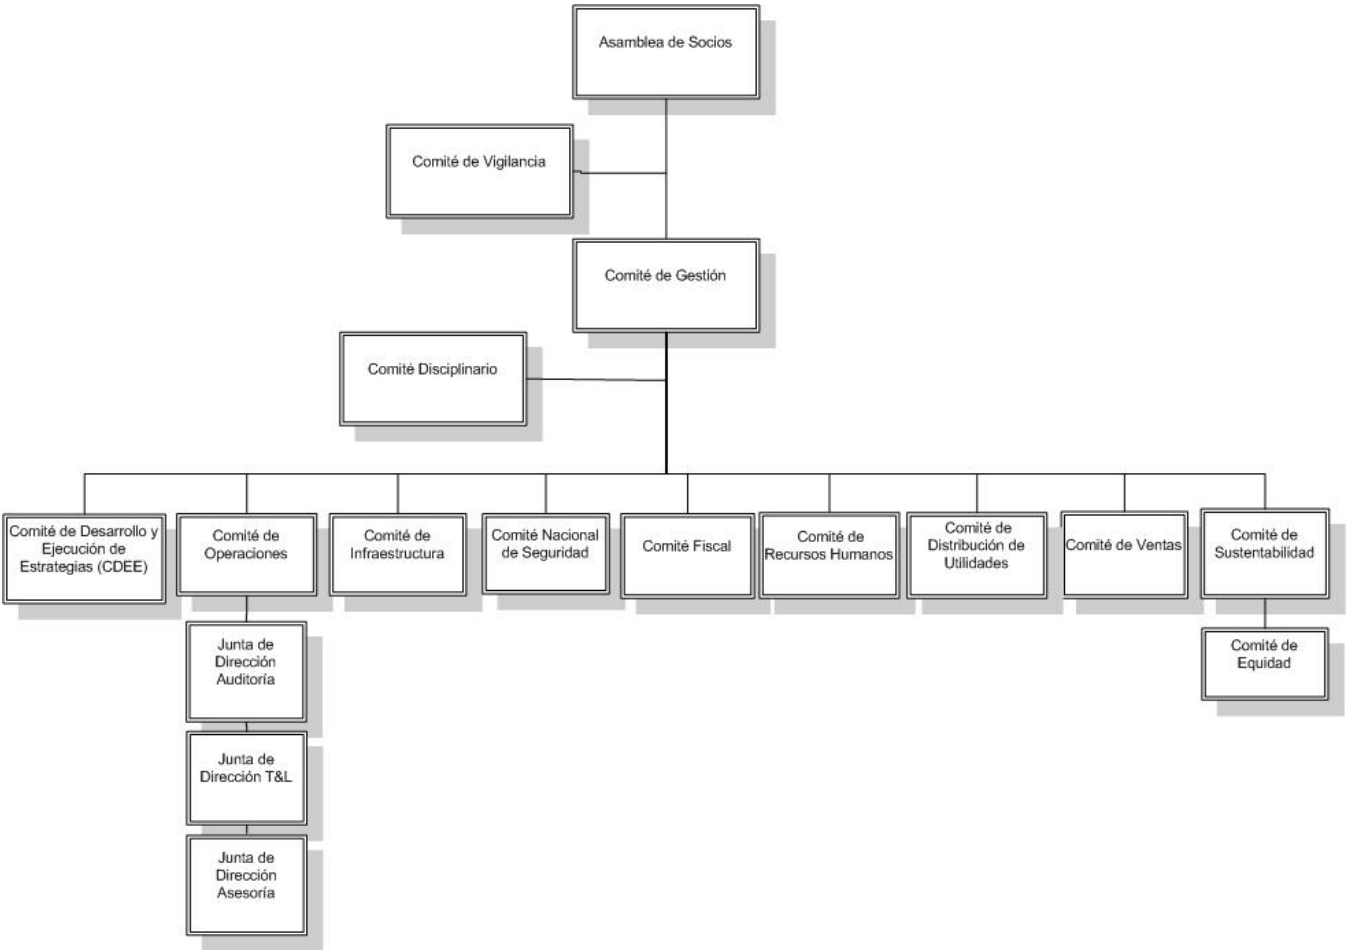 Asamblea de Socios
Comité de Vigilancia
Comité de Gestión
Comité Disciplinario
Comité de Desarrollo y
Ejecución de
Estrategias (CDEE)
Comité de
Operaciones
Comité de
Infraestructura
Comité Nacional
de Seguridad
Comité Fiscal
Comité de
Recursos Humanos
Comité de
Distribución de
Utilidades
Comité de Ventas
Comité de
Sustentabilidad
Junta de
Dirección
Auditoría
Comité de
Equidad
Junta de
Dirección T&L
Junta de
Dirección
Asesoría